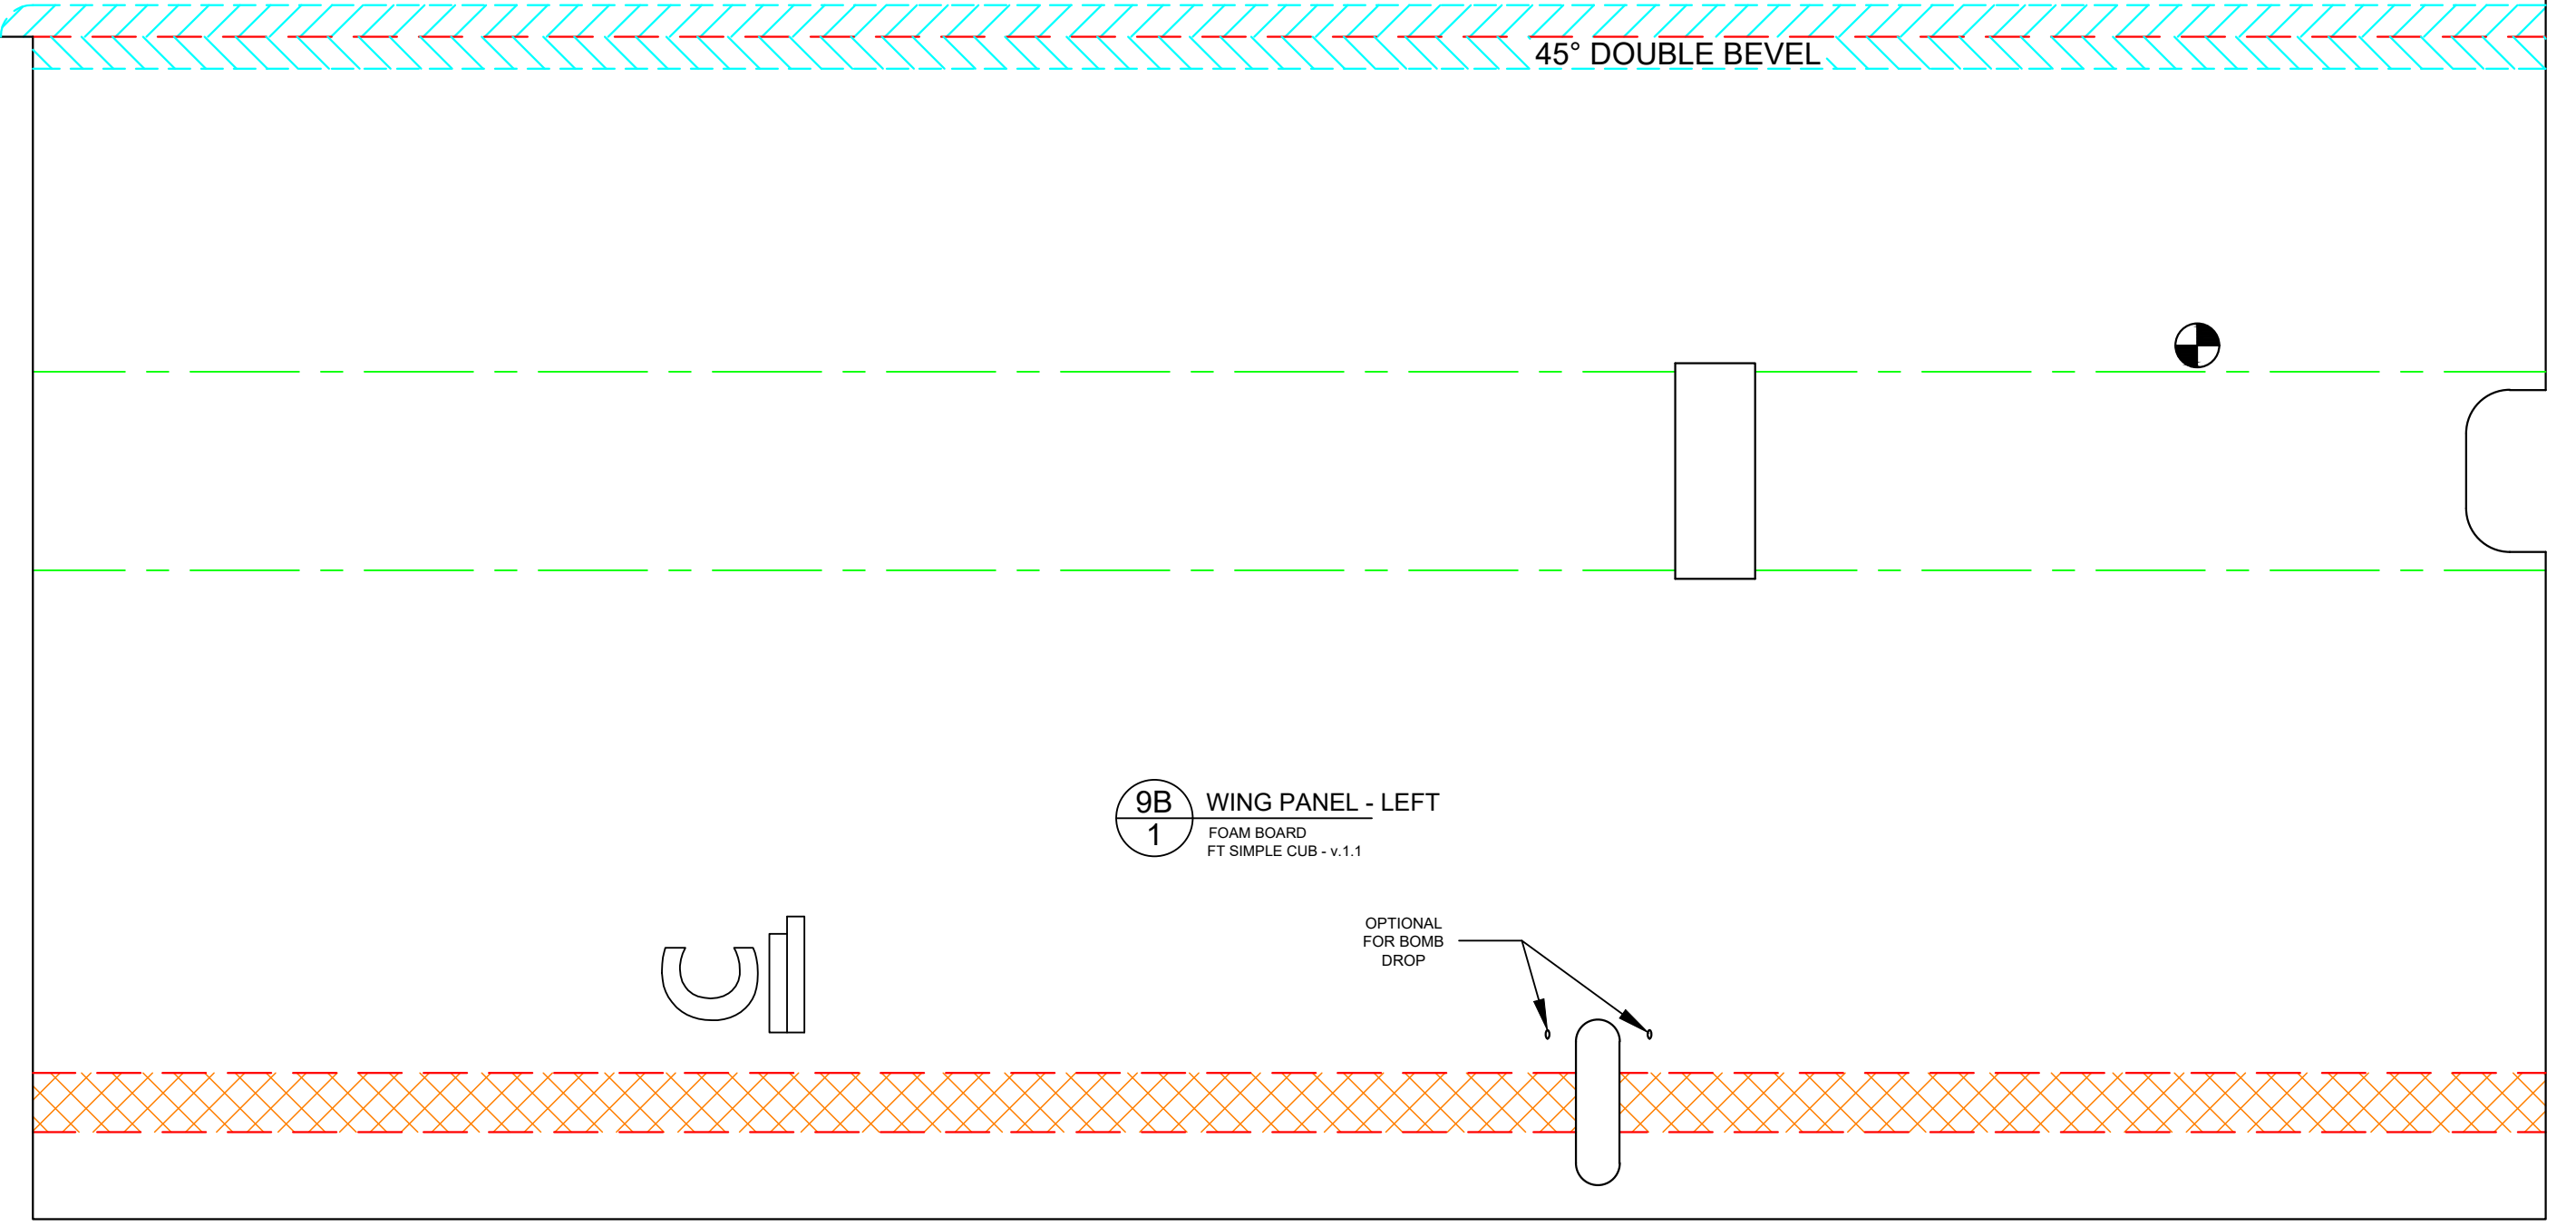 45° DOUBLE BEVEL
9B
1
WING PANEL - LEFT
FOAM BOARD
FT SIMPLE CUB - v.1.1
OPTIONAL
FOR BOMB
DROP